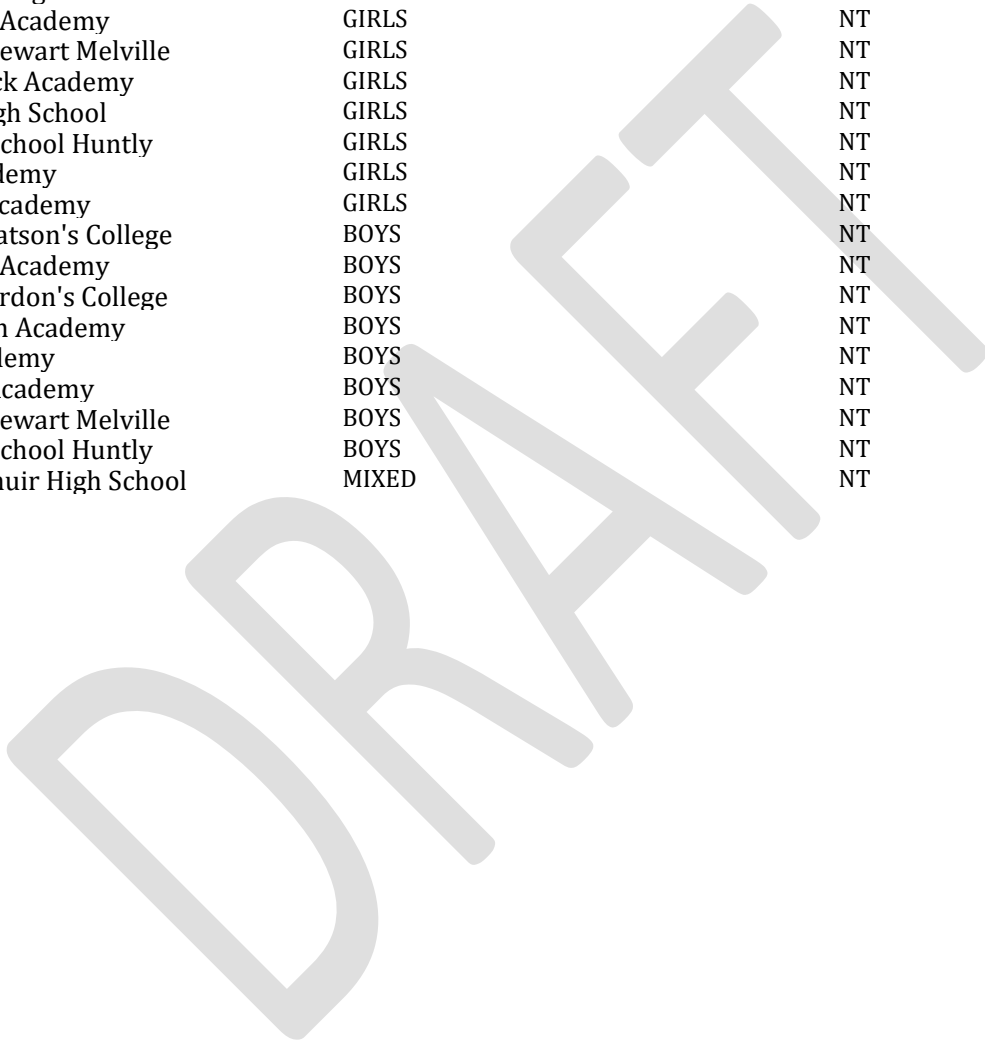 Academy GIRLS NT
ewart Melville GIRLS NT
ck Academy GIRLS NT
gh School GIRLS NT
chool Huntly GIRLS NT
demy GIRLS NT
cademy GIRLS NT
atson's College BOYS NT
Academy BOYS NT
rdon's College BOYS NT
n Academy BOYS NT
demy BOYS NT
cademy BOYS NT
ewart Melville BOYS NT
chool Huntly BOYS NT
muir High School MIXED NT
DRAFT